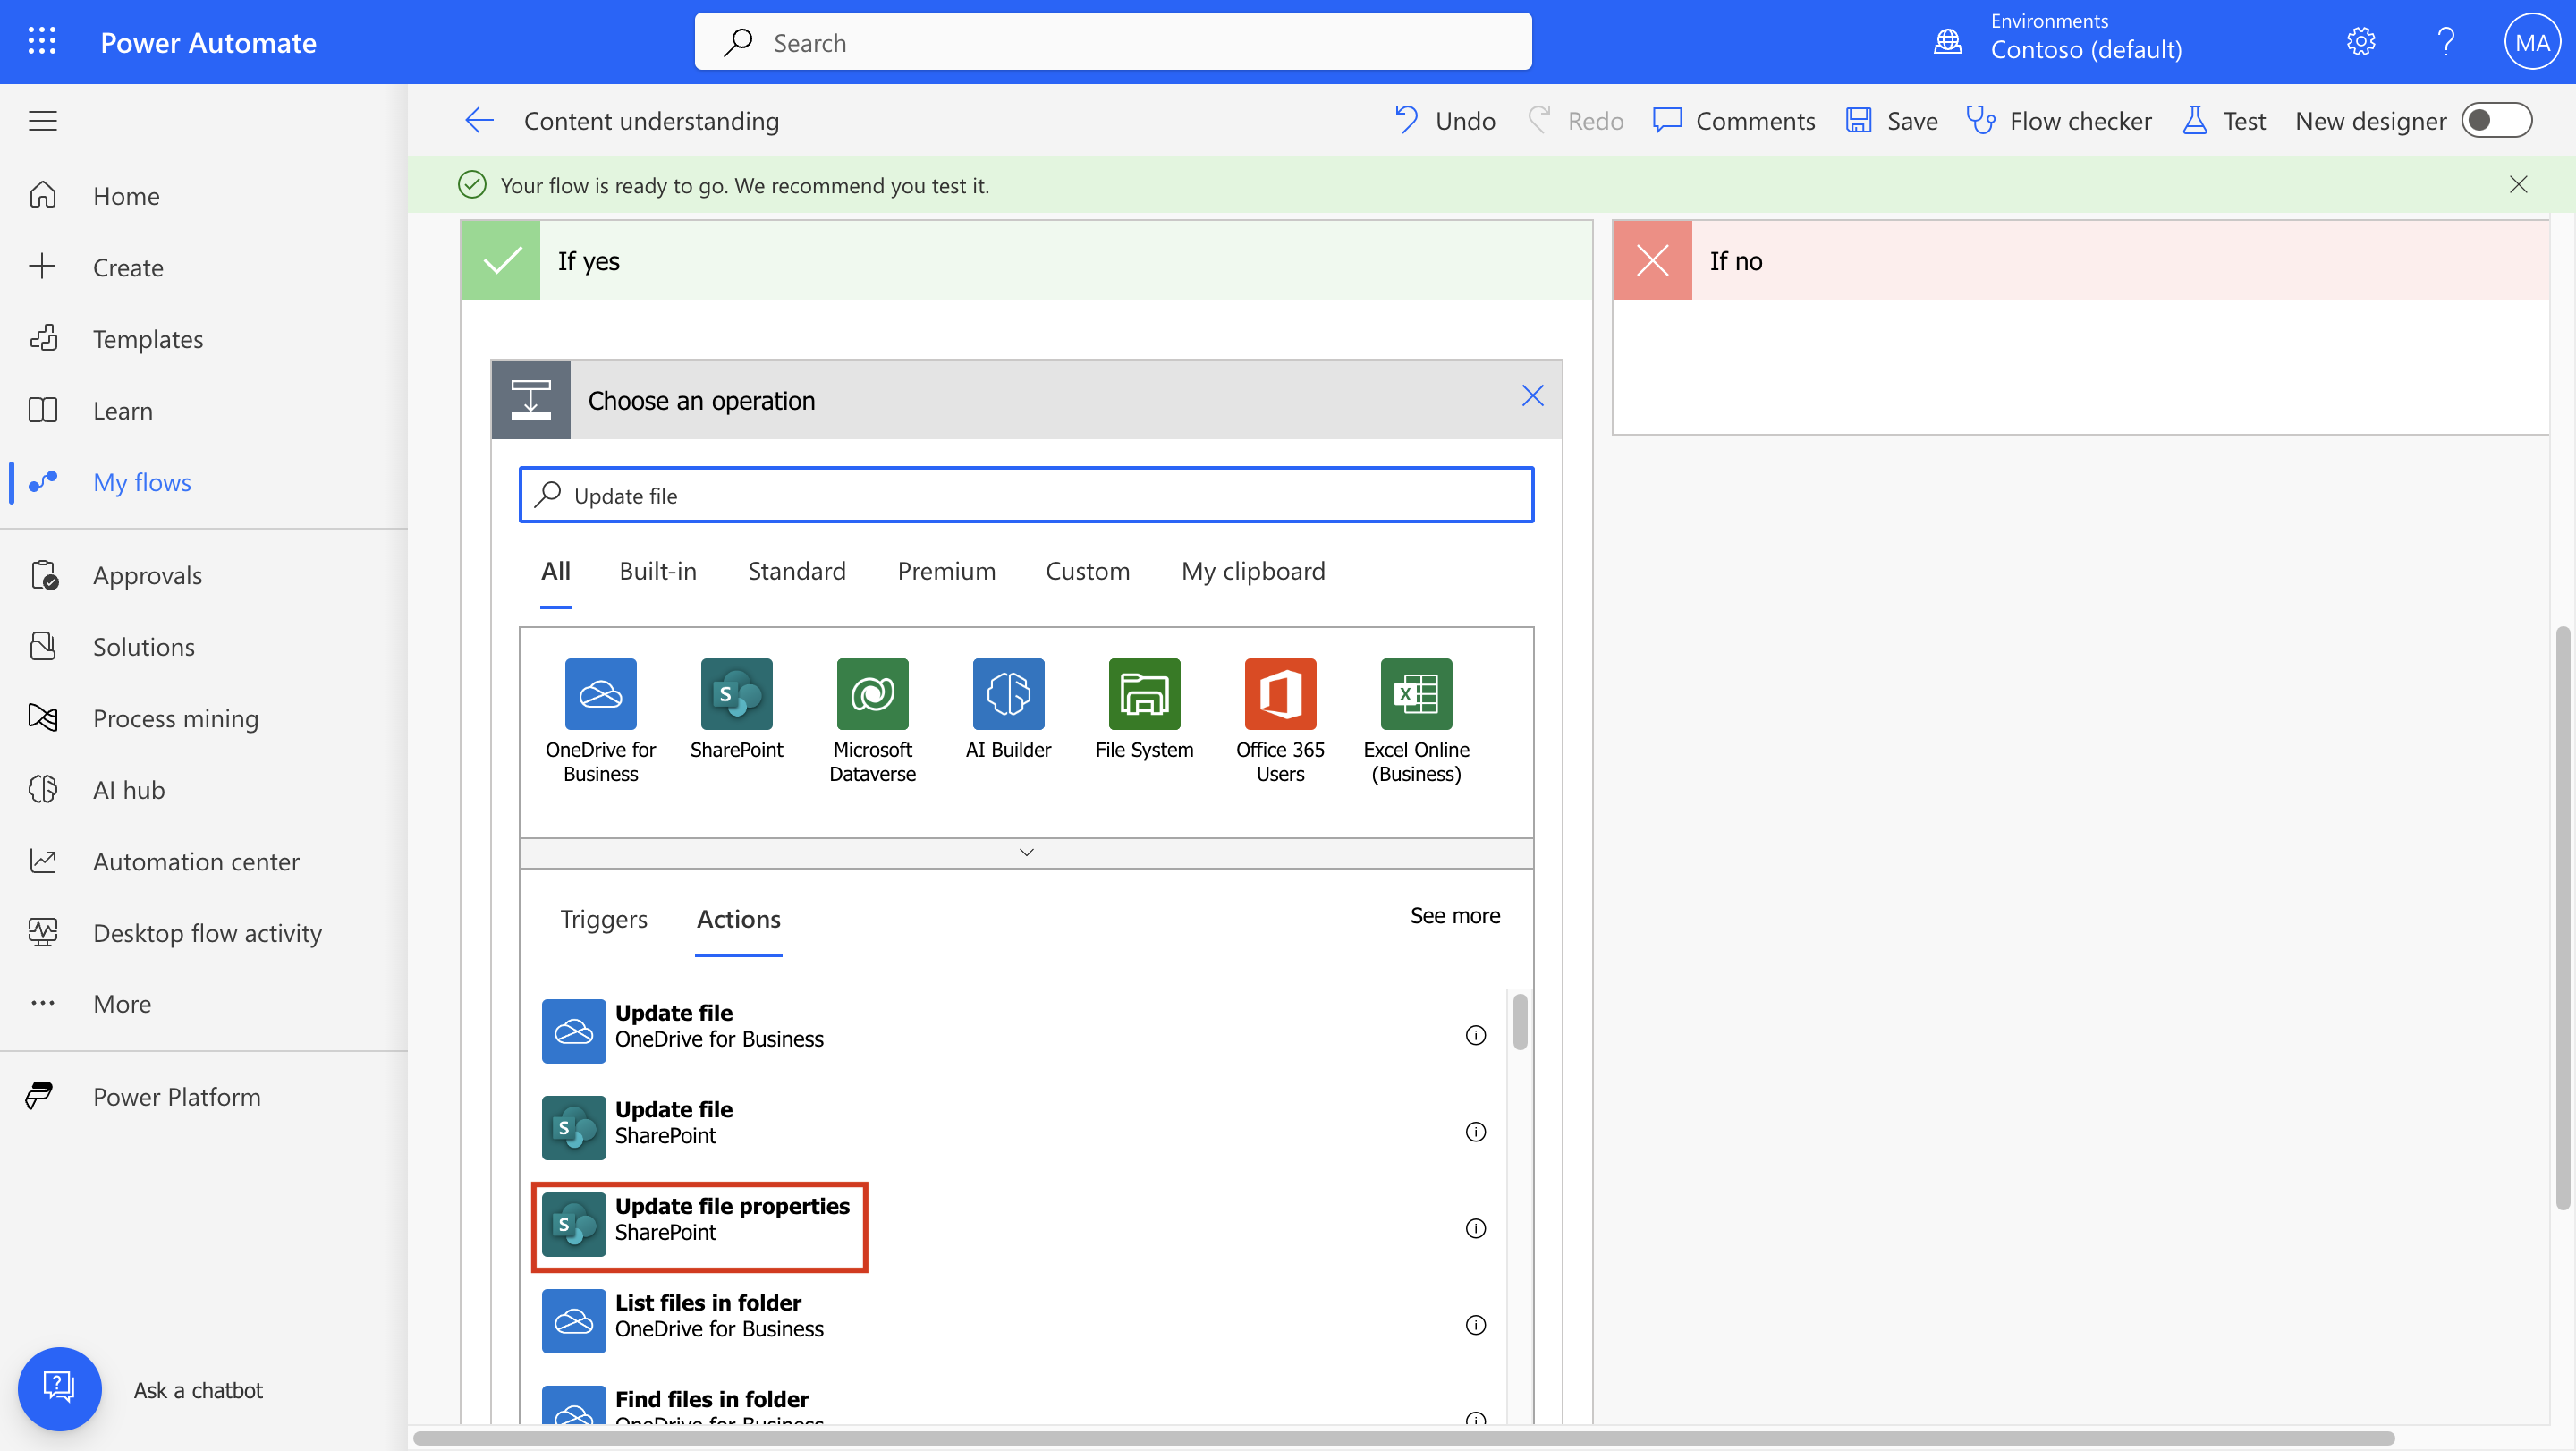 Power Automate
Search
Environments
Contoso (default)
MA
Content understanding
Undo
Redo
Comments
Save
Flow checker
Test
New designer
Your flow is ready to go. We recommend you test it.
Home
Create
Templates
Learn
My flows
Approvals
Solutions
Process mining
AI hub
Automation center
Desktop flow activity
More
Power Platform
Ask a chatbot
If yes
If no
Choose an operation
Update file
All
Built-in
Standard
Premium
Custom
My clipboard
OneDrive for
Business
SharePoint
Microsoft
Dataverse
AI Builder
File System
Office 365
Users
Excel Online
(Business)
Triggers
Actions
See more
Update file
OneDrive for Business
Update file
SharePoint
Update file properties
SharePoint
List files in folder
OneDrive for Business
Find files in folder
OneDrive for Business